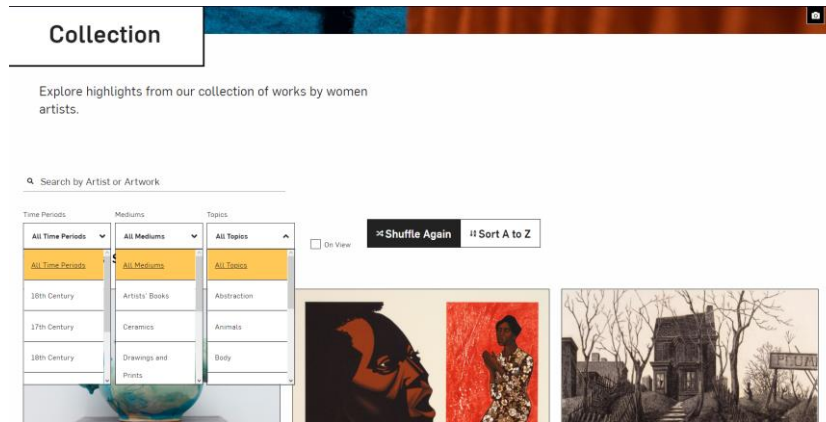 Collection
Explore highlights from our collection of works by women
artists.
Search by Artist or Artwork
Time Periods
Mediums
Topics
All Time Periods
All Mediums
All Topics
On View
Shuffle Again
Sort A to Z
All Time Periods
All Mediums
All Topics
16th Century
Artists' Books
Abstraction
17th Century
Ceramics
Animals
18th Century
Drawings and
Prints
Body